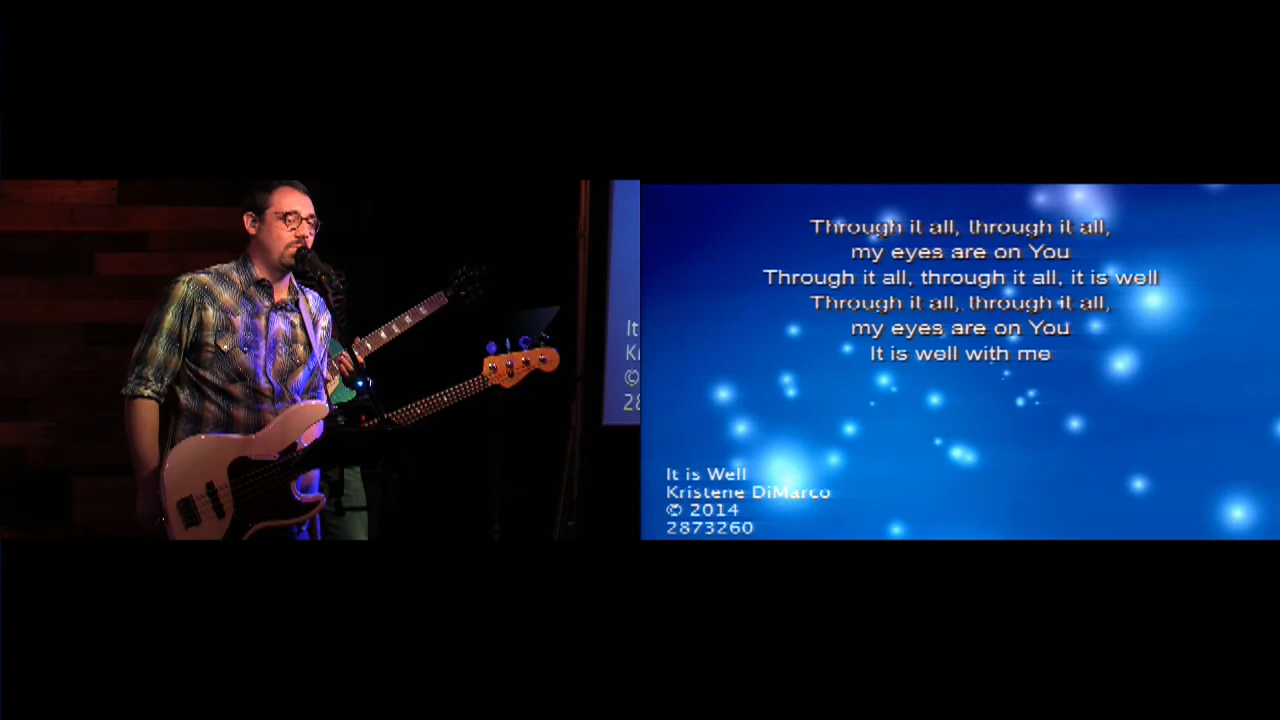 Through it all, through it all,
my eyes are on You
Through it all, through it all, it is well
Through it all, through it all,
my eyes are on You
It is well with me
It is Well
Kristene DiMarco
© 2014
2873260
It
K
©
28